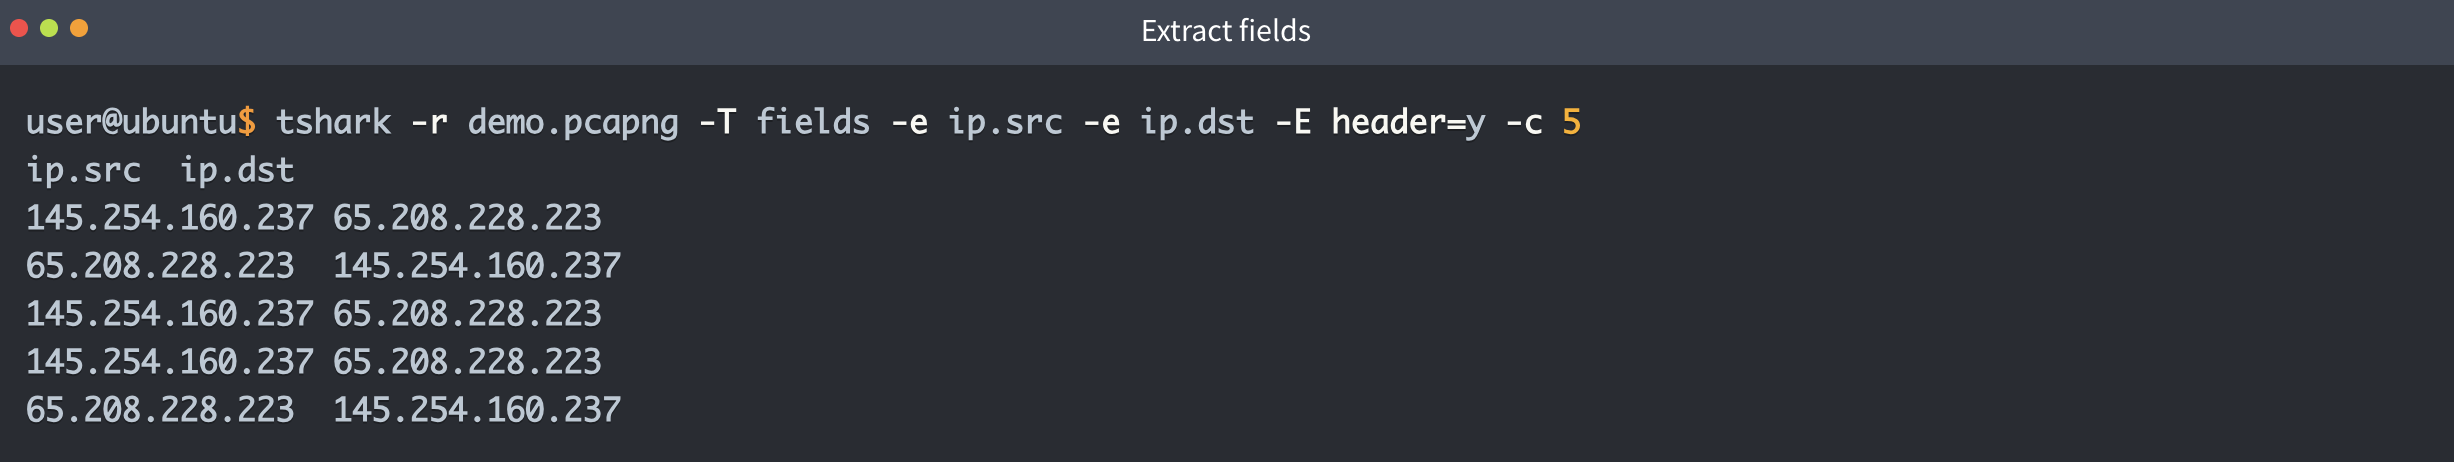 Extract fields
user@ubuntu$ tshark -r demo.pcapng -T fields -e ip.src -e ip.dst -E header=y -c 5
ip.src  ip.dst
145.254.160.237 65.208.228.223
65.208.228.223  145.254.160.237
145.254.160.237 65.208.228.223
145.254.160.237 65.208.228.223
65.208.228.223  145.254.160.237